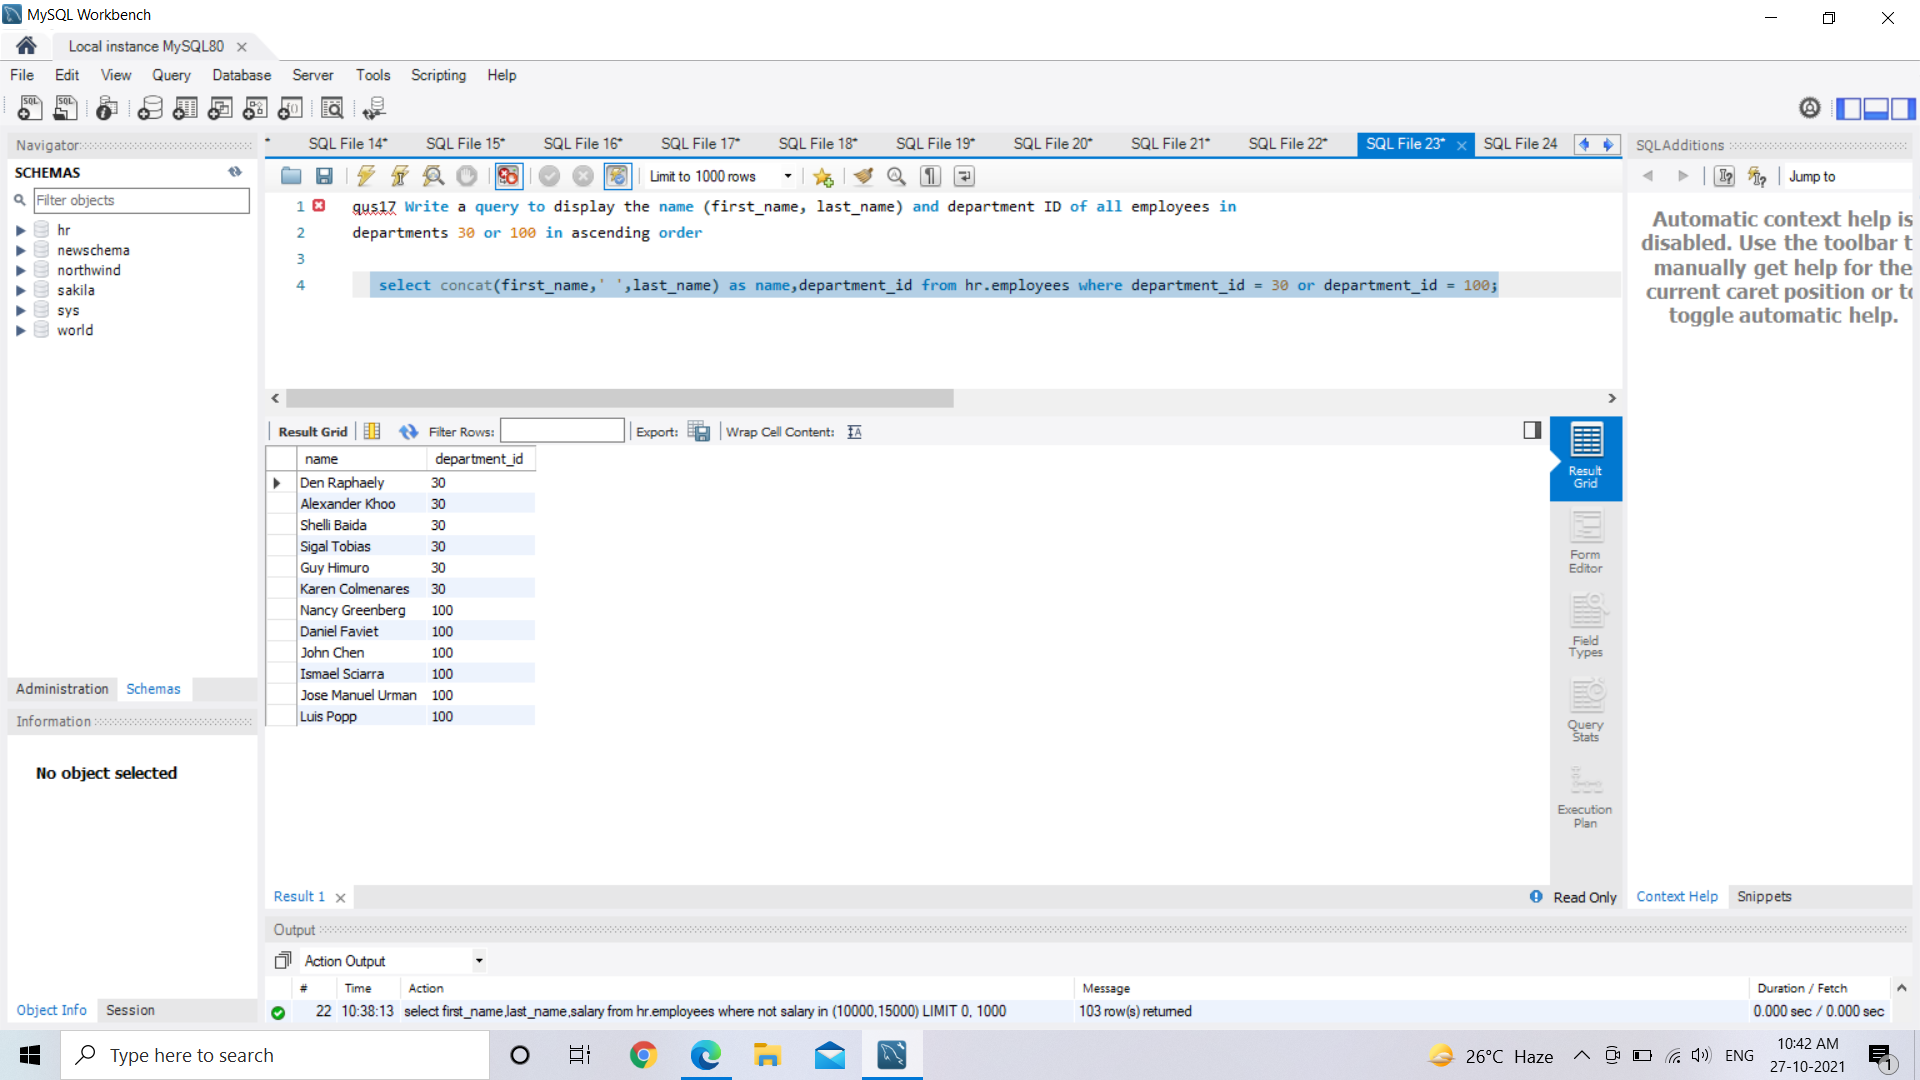 MySQL Workbench
Local instance MySQL80
File Edit View Query Database Server Tools Scripting Help
Navigator
SCHEMAS
Filter objects
hr
newschema
northwind
sakila
sys
world
Administration Schemas
Information
No object selected
Object Info Session
* SQL File 14* SQL File 15* SQL File 16* SQL File 17* SQL File 18* SQL File 19* SQL File 20* SQL File 21* SQL File 22* SQL File 23* SQL File 24
Limit to 1000 rows
1 qus17 Write a query to display the name (first_name, last_name) and department ID of all employees in
2 departments 30 or 100 in ascending order
3
4 select concat(first_name,' ',last_name) as name,department_id from hr.employees where department_id = 30 or department_id = 100;
Result Grid Filter Rows: Export: Wrap Cell Content:
name department_id
Den Raphaely 30
Alexander Khoo 30
Shelli Baida 30
Sigal Tobias 30
Guy Himuro 30
Karen Colmenares 30
Nancy Greenberg 100
Daniel Faviet 100
John Chen 100
Ismael Sciarra 100
Jose Manuel Urman 100
Luis Popp 100
Result
Grid
Form
Editor
Field
Types
Query
Stats
Execution
Plan
Result 1
Read Only
SQLAdditions
Jump to
Automatic context help is
disabled. Use the toolbar t
manually get help for the
current caret position or to
toggle automatic help.
Context Help Snippets
Output
Action Output
# Time Action Message Duration / Fetch
22 10:38:13 select first_name,last_name,salary from hr.employees where not salary in (10000,15000) LIMIT 0, 1000 103 row(s) returned 0.000 sec / 0.000 sec
Type here to search
26°C Haze
ENG
10:42 AM
27-10-2021
1